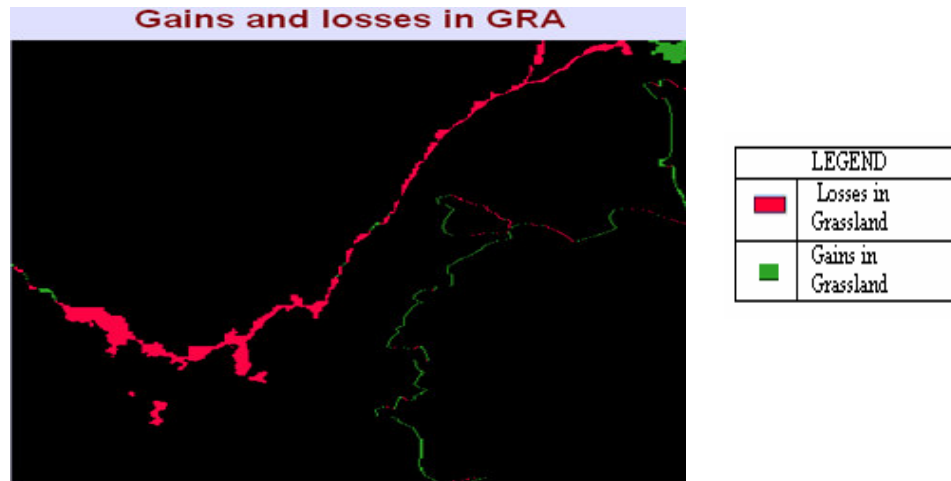 Gains and losses in GRA
LEGEND
Losses in
Grassland
Gains in
Grassland